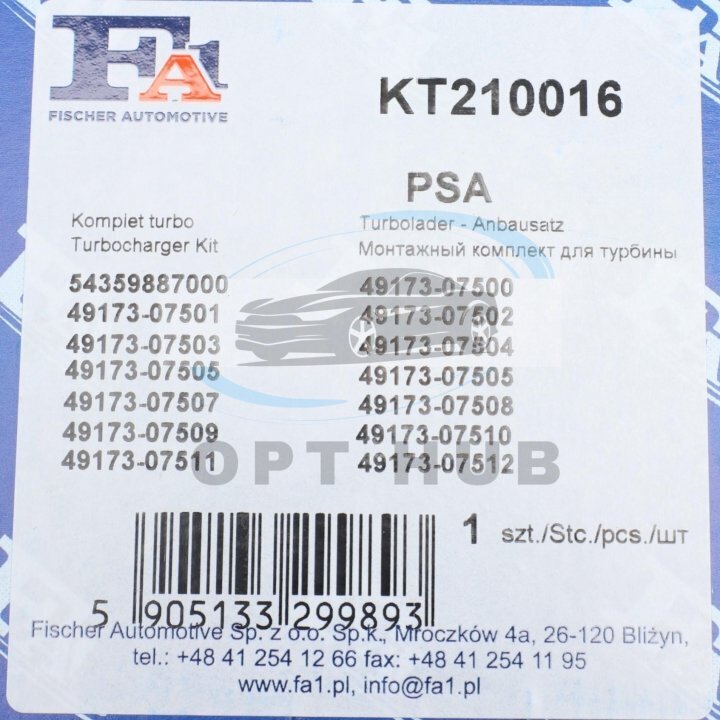 FA1
FISCHER AUTOMOTIVE
KT210016
PSA
Komplet turbo
Turbocharger Kit
Turbolader - Anbausatz
Монтажный комплект для турбины
54359887000 49173-07500
49173-07501 49173-07502
49173-07503 49173-07504
49173-07505 49173-07505
49173-07507 49173-07508
49173-07509 49173-07510
49173-07511 49173-07512
OPT HUB
1 szt./Stc./pcs./шт
5 905133 299893
Fischer Automotive Sp. z o.o. Sp.k., Mroczków 4a, 26-120 Bliżyn,
tel.: +48 41 254 12 66 fax: +48 41 254 11 95
www.fa1.pl, info@fa1.pl